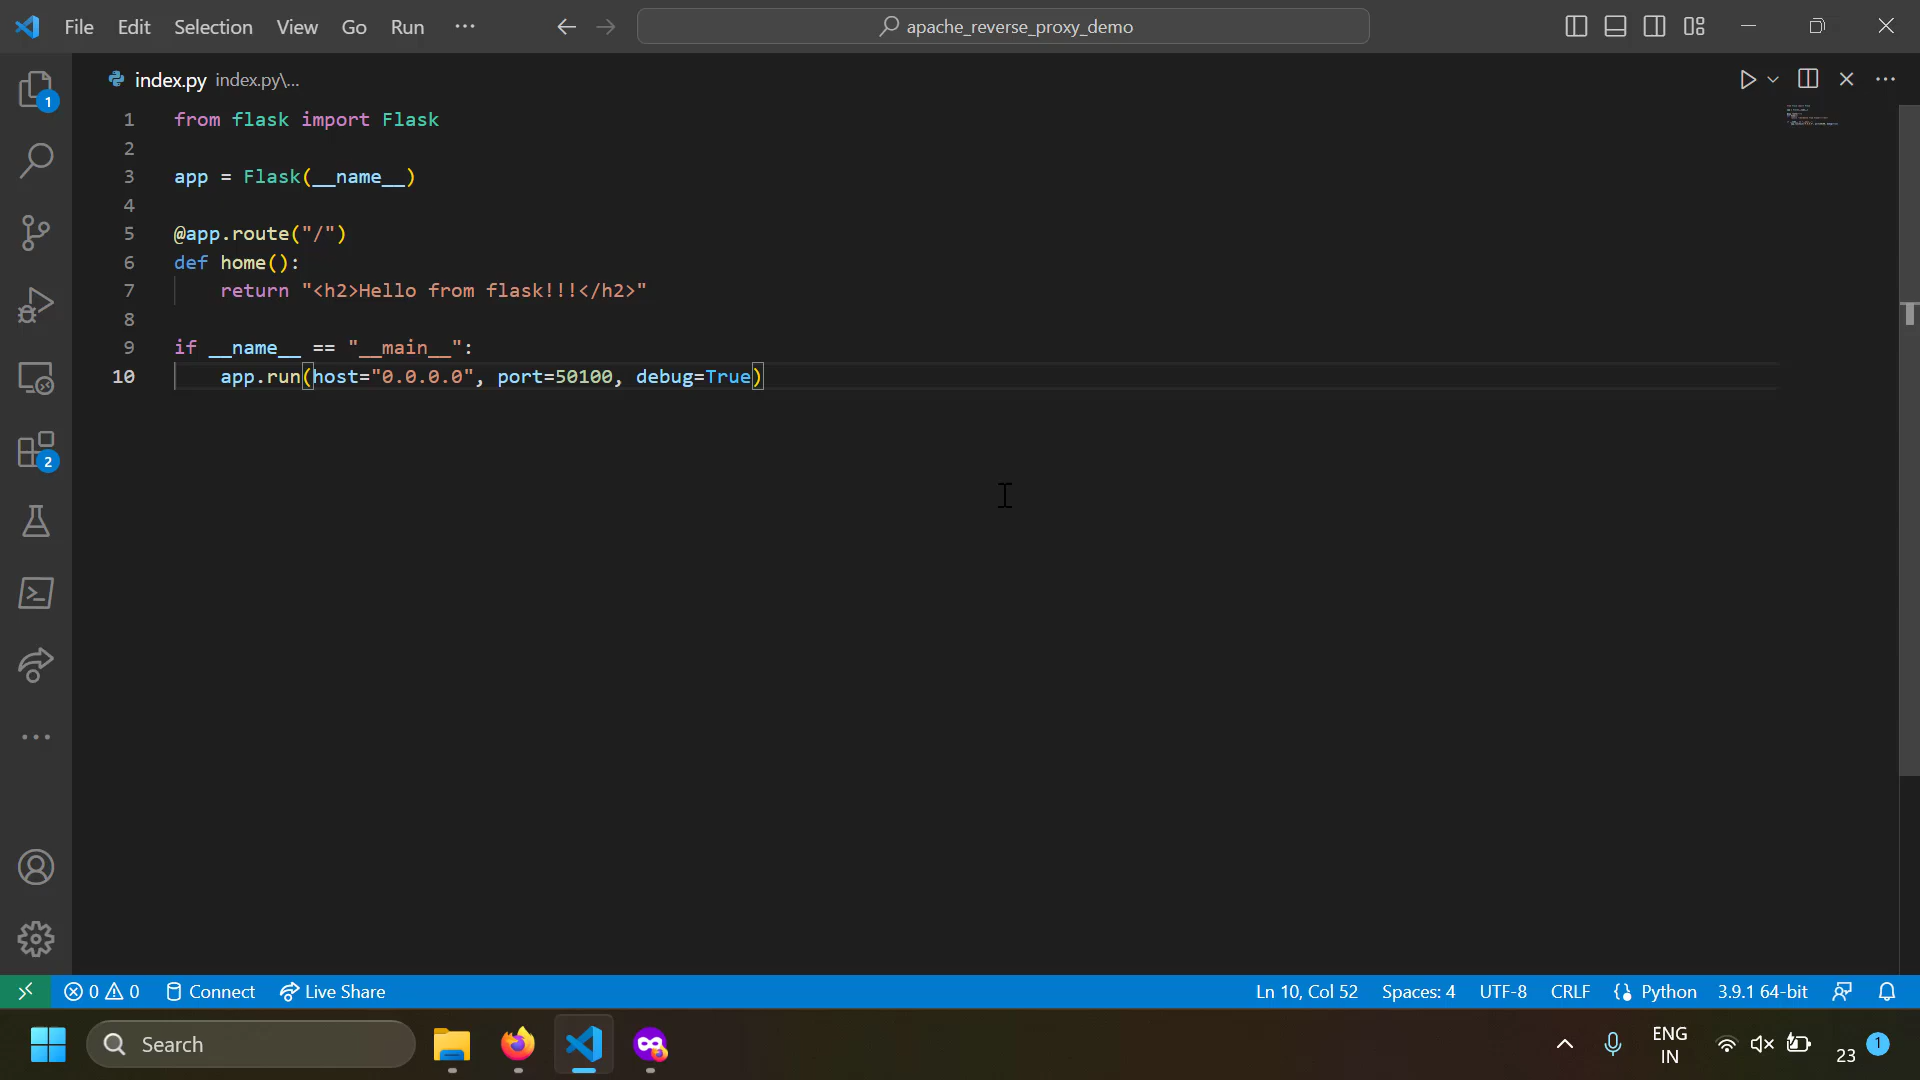 File Edit Selection View Go Run ... apache_reverse_proxy_demo
index.py index.py\...
1 from flask import Flask
2
3 app = Flask(__name__)
4
5 @app.route("/")
6 def home():
7     return "<h2>Hello from flask!!!</h2>"
8
9 if __name__ == "__main__":
10     app.run(host="0.0.0.0", port=50100, debug=True)
1
2
0 0 Connect Live Share Ln 10, Col 52 Spaces: 4 UTF-8 CRLF Python 3.9.1 64-bit
Search ENG
IN 23 1